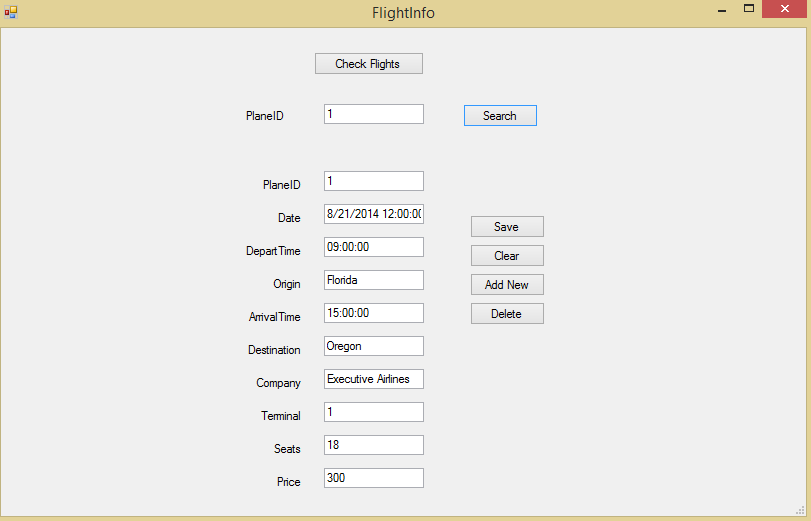 FlightInfo
Check Flights
PlaneID 1 Search
PlaneID 1
Date 8/21/2014 12:00:00
Save
DepartTime 09:00:00
Clear
Origin Florida
Add New
ArrivalTime 15:00:00
Delete
Destination Oregon
Company Executive Airlines
Terminal 1
Seats 18
Price 300